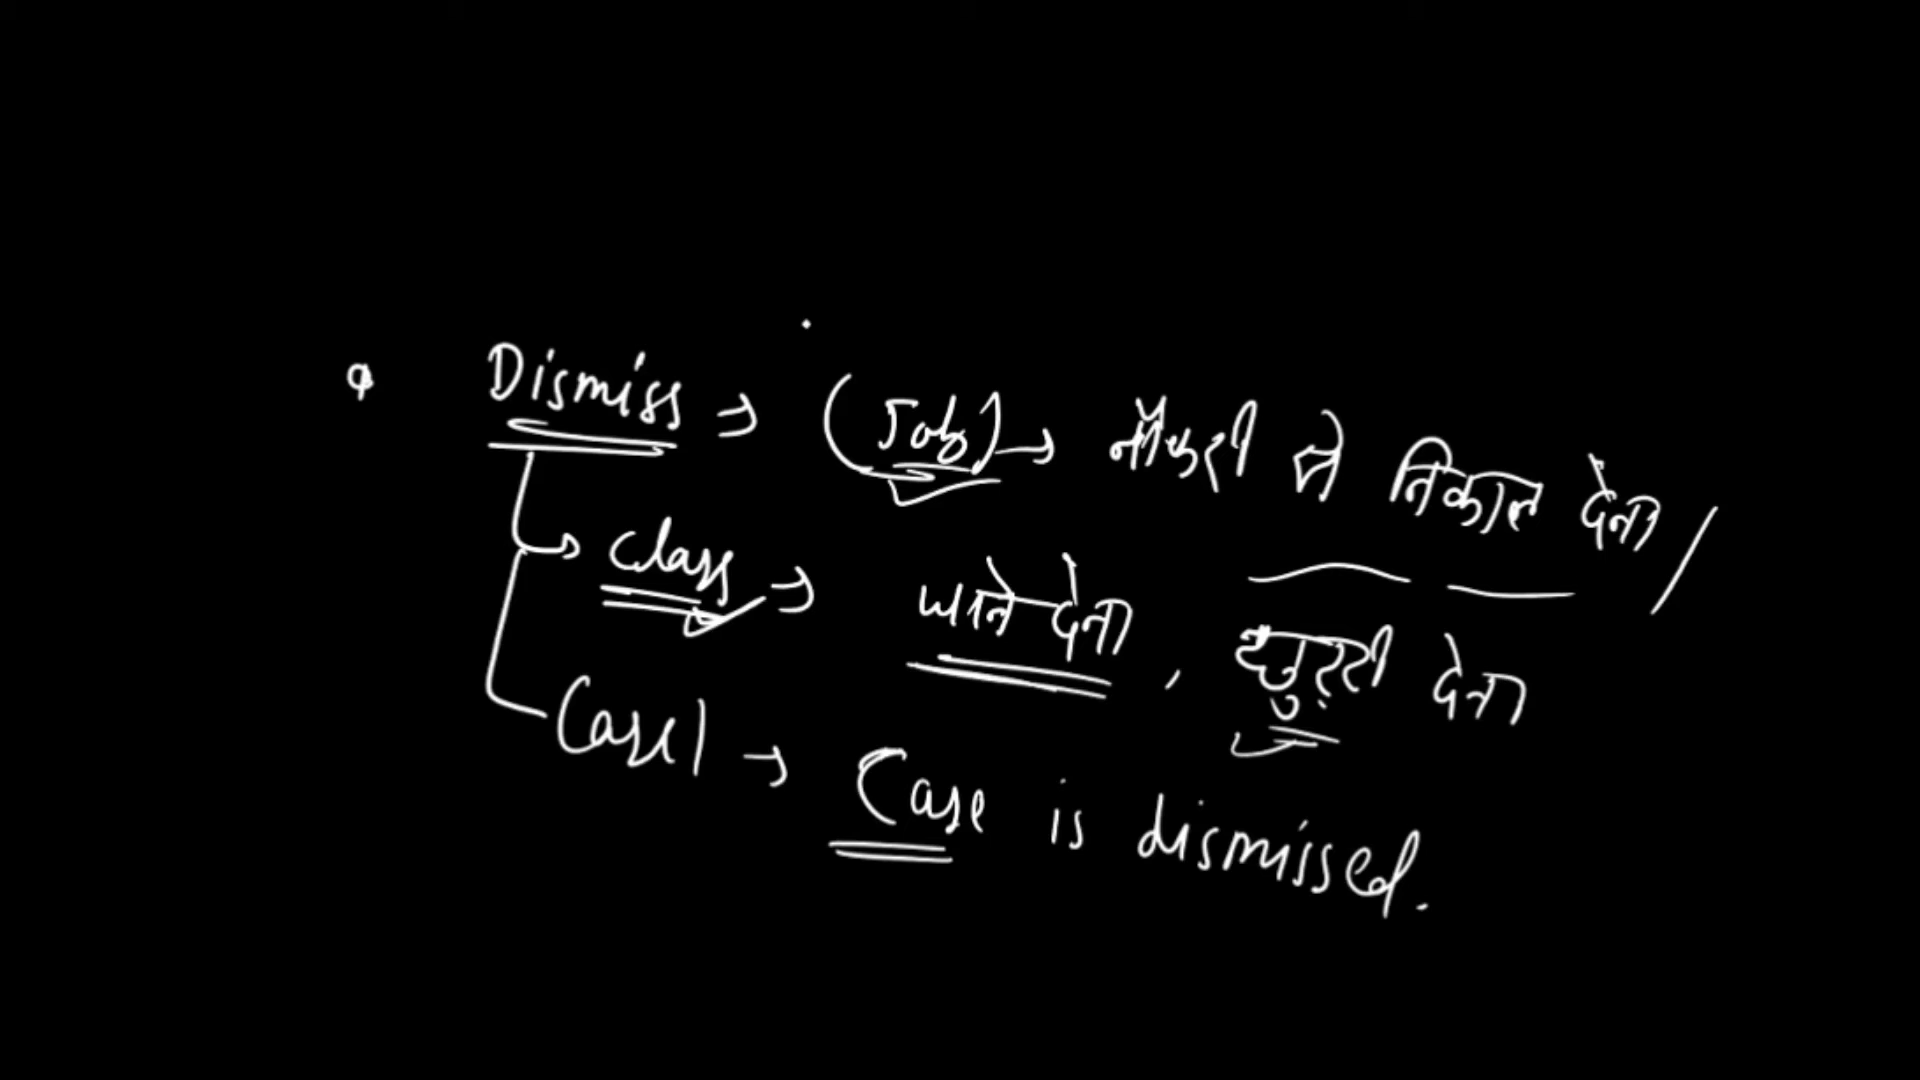 Dismiss → (Job) → नौकरी से निकाल देना /
→ Class → जाने देना , छुट्टी देना
Case | → Case is dismissed.